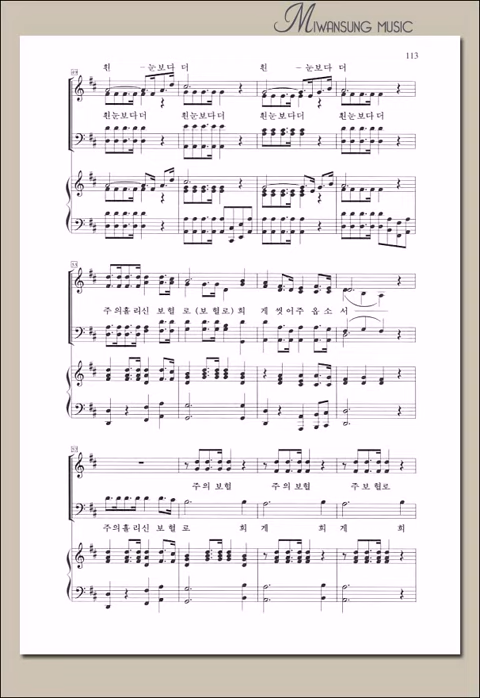 MIWANSUNG MUSIC
113
흰 - 눈보다 더 흰 - 눈보다 더
흰눈보다더 흰눈보다더 흰눈보다더 흰눈보다더
주의흘리신 보혈 로 (보혈로) 희 게 씻어주 옵소 서
주의보혈 주의보혈 주보혈로
주의흘리신 보 혈 로 희 게 희 게 희